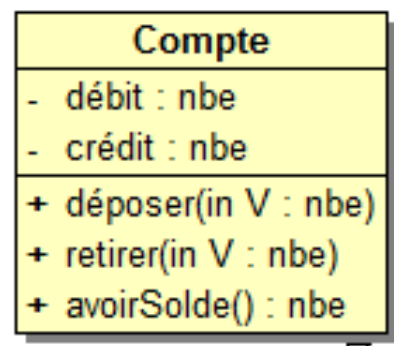 Compte
- débit : nbe
- crédit : nbe
+ déposer(in V : nbe)
+ retirer(in V : nbe)
+ avoirSolde() : nbe